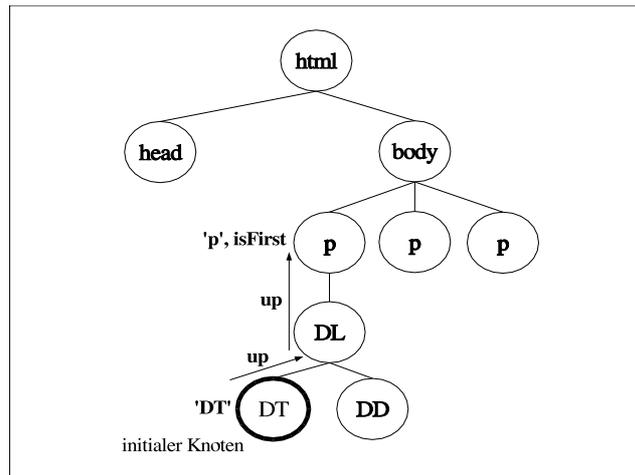 html
head body
'p', isFirst p p p
up
DL
up
'DT' DT DD
initialer Knoten